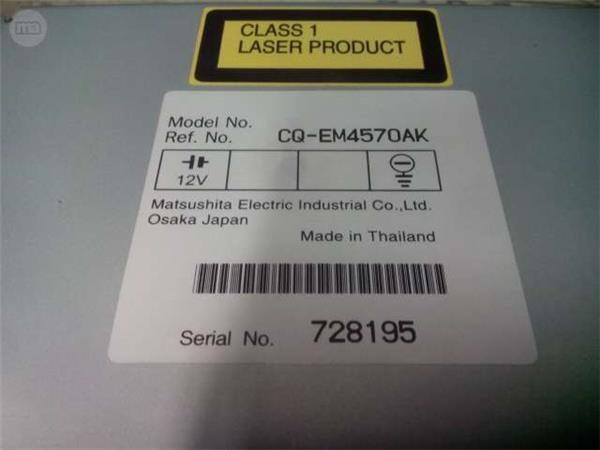 CLASS 1
LASER PRODUCT
Model No.
Ref. No. CQ-EM4570AK
12V
Matsushita Electric Industrial Co.,Ltd.
Osaka Japan
Made in Thailand
Serial No. 728195